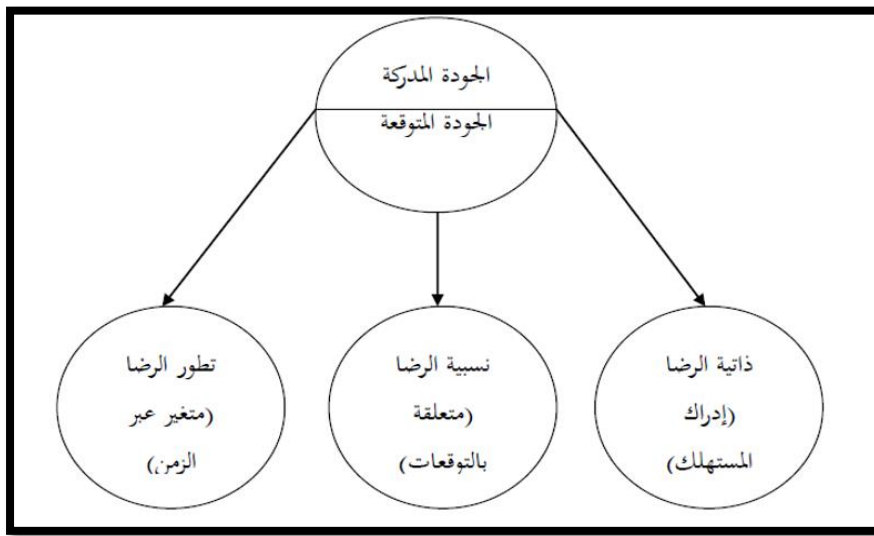 الجودة المدركة
الجودة المتوقعة
ذاتية الرضا
(إدراك
المستهلك)
نسبية الرضا
(متعلقة
بالتوقعات)
تطور الرضا
(متغير عبر
الزمن)